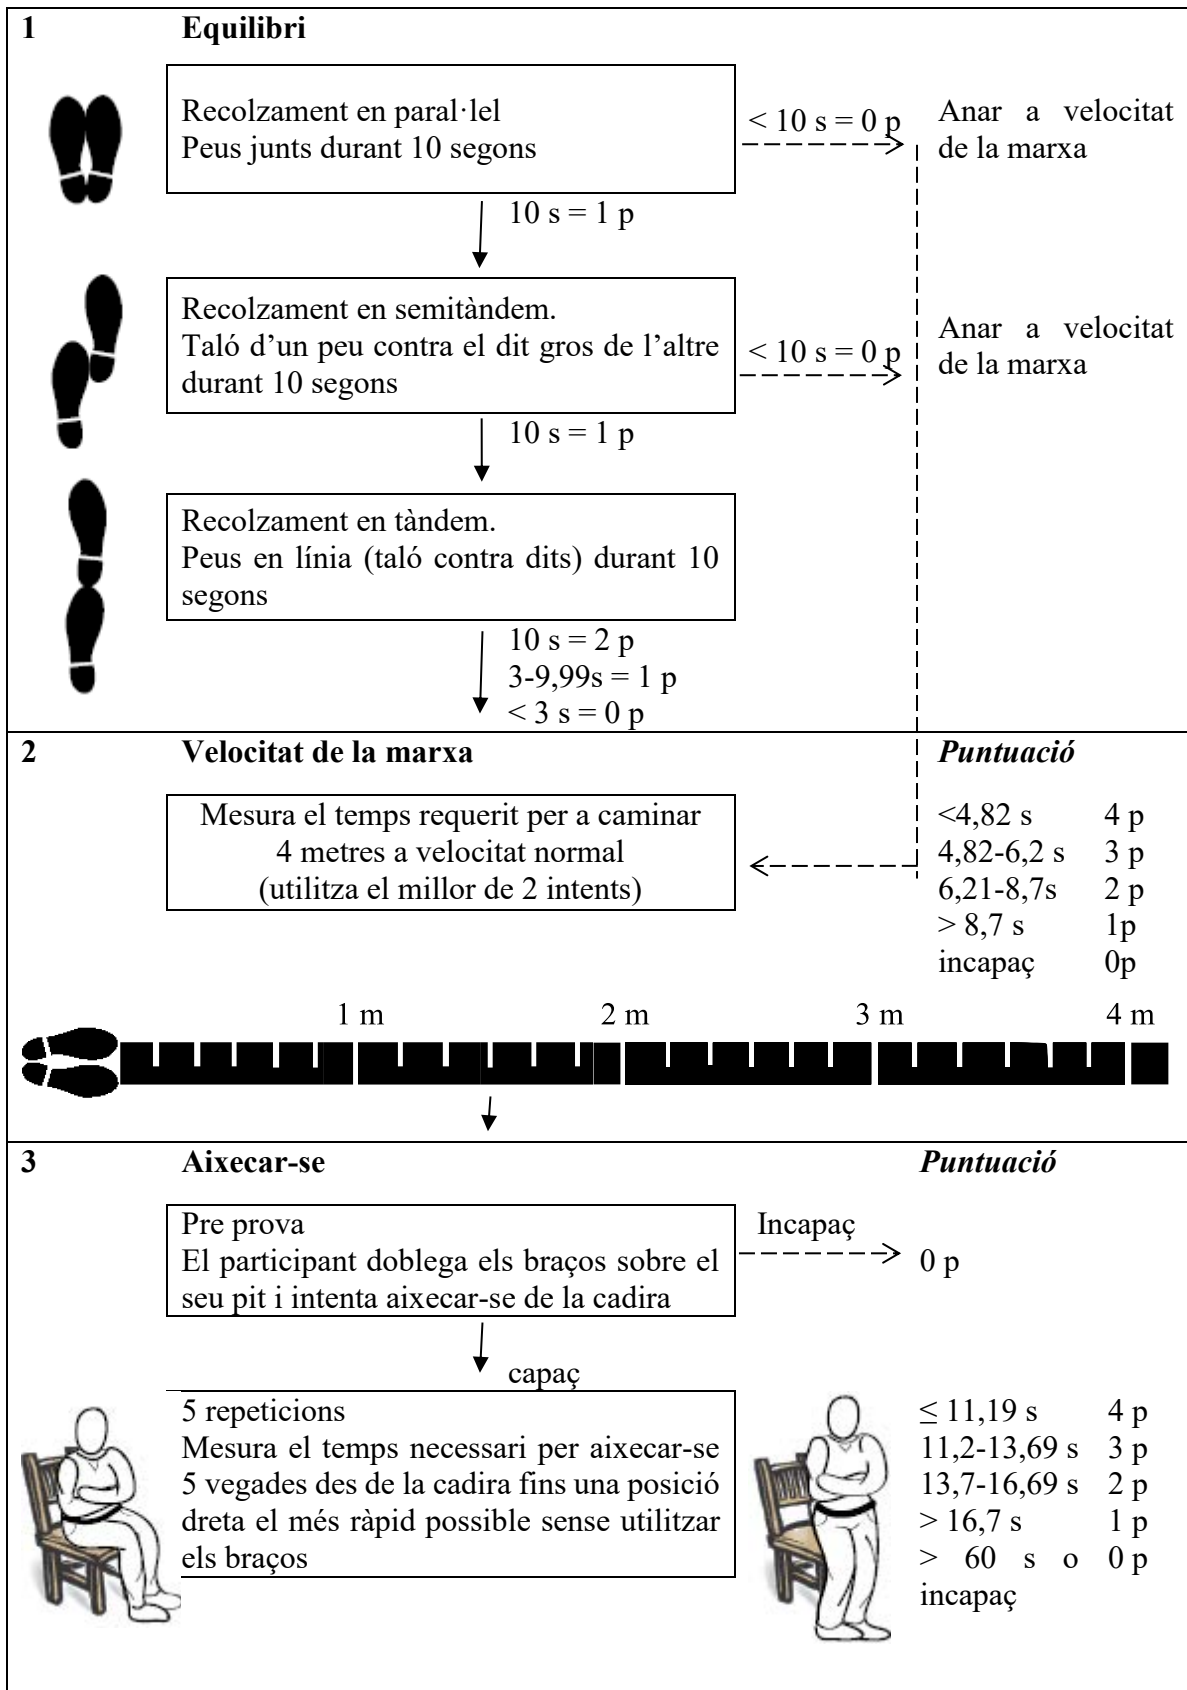 1 Equilibri
Recolzament en paral·lel
Peus junts durant 10 segons
< 10 s = 0 p
Anar a velocitat
de la marxa
10 s = 1 p
Recolzament en semitàndem.
Taló d’un peu contra el dit gros de l’altre
durant 10 segons
< 10 s = 0 p
Anar a velocitat
de la marxa
10 s = 1 p
Recolzament en tàndem.
Peus en línia (taló contra dits) durant 10
segons
10 s = 2 p
3-9,99s = 1 p
< 3 s = 0 p
2 Velocitat de la marxa
Puntuació
Mesura el temps requerit per a caminar
4 metres a velocitat normal
(utilitza el millor de 2 intents)
<4,82 s 4 p
4,82-6,2 s 3 p
6,21-8,7s 2 p
> 8,7 s 1p
incapaç 0p
1 m 2 m 3 m 4 m
3 Aixecar-se
Puntuació
Pre prova
El participant doblega els braços sobre el
seu pit i intenta aixecar-se de la cadira
Incapaç
0 p
capaç
5 repeticions
Mesura el temps necessari per aixecar-se
5 vegades des de la cadira fins una posició
dreta el més ràpid possible sense utilitzar
els braços
≤ 11,19 s 4 p
11,2-13,69 s 3 p
13,7-16,69 s 2 p
> 16,7 s 1 p
> 60 s o 0 p
incapaç